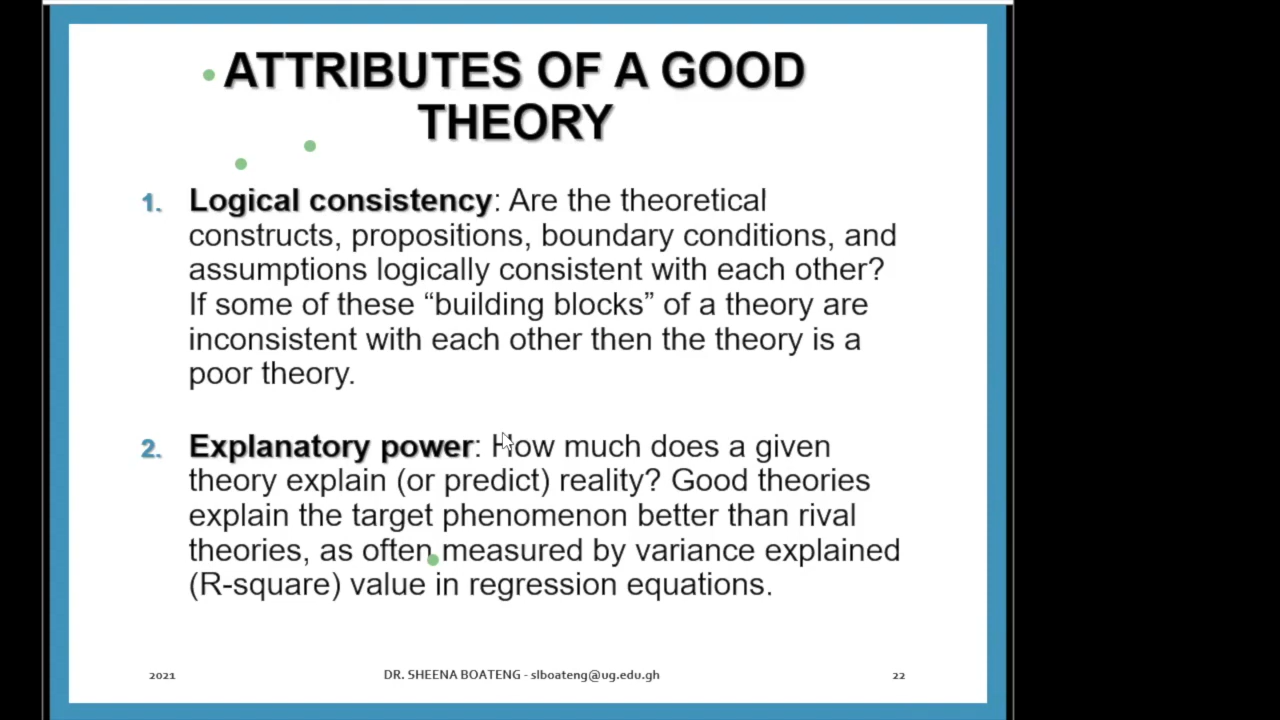 ATTRIBUTES OF A GOOD
THEORY
1. Logical consistency: Are the theoretical
constructs, propositions, boundary conditions, and
assumptions logically consistent with each other?
If some of these “building blocks” of a theory are
inconsistent with each other then the theory is a
poor theory.
2. Explanatory power: How much does a given
theory explain (or predict) reality? Good theories
explain the target phenomenon better than rival
theories, as often measured by variance explained
(R-square) value in regression equations.
2021 DR. SHEENA BOATENG - slboateng@ug.edu.gh 22